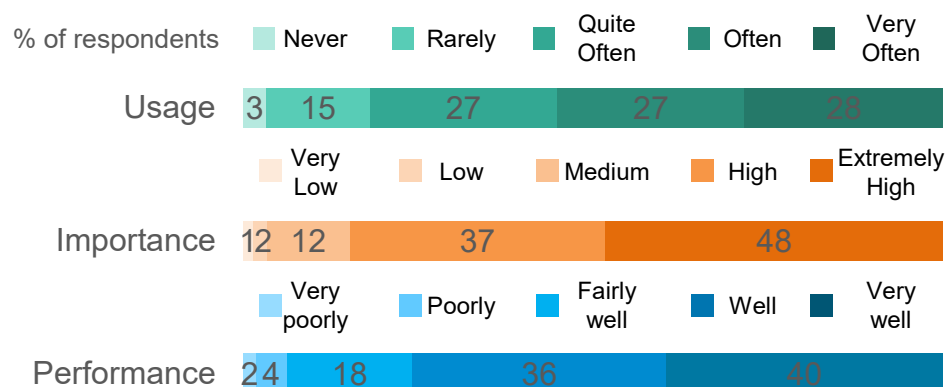 % of respondents Never Rarely Quite Often Often Very Often
Usage 3 15 27 27 28
Very Low Low Medium High Extremely High
Importance 1 2 12 37 48
Very poorly Poorly Fairly well Well Very well
Performance 2 4 18 36 40